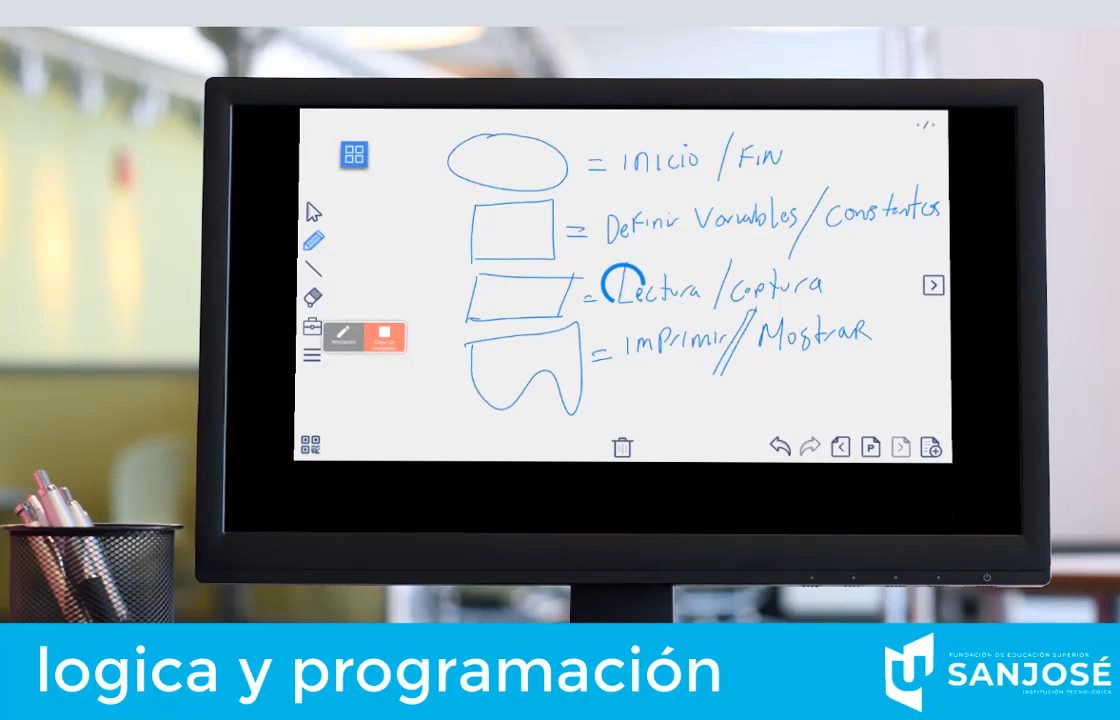 = INICIO / FIN
= Definir Variables / constantes
= Lectura / Captura
= Imprimir // Mostrar
P
logica y programación
FUNDACIÓN DE EDUCACIÓN SUPERIOR
SANJOSÉ
INSTITUCIÓN TECNOLÓGICA